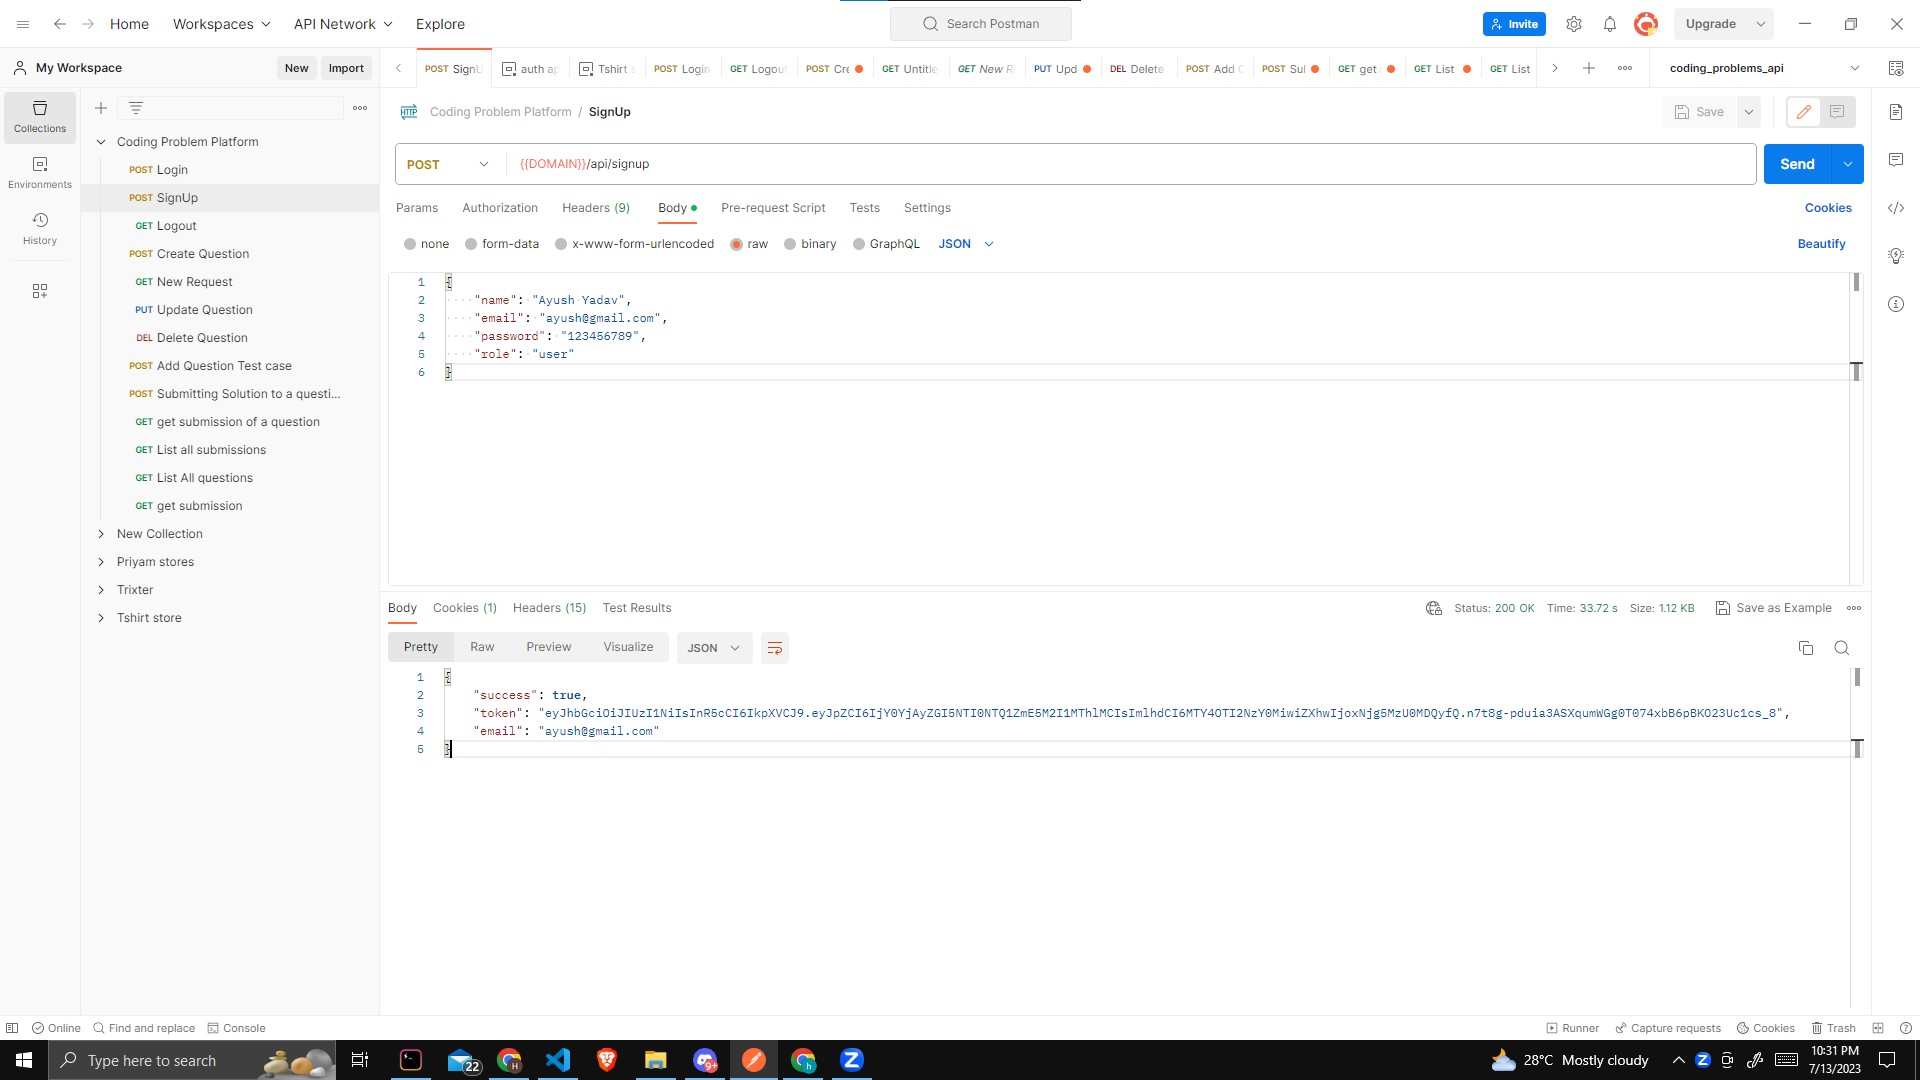 Home Workspaces API Network Explore Search Postman Invite Upgrade
My Workspace New Import POST SignU auth ap Tshirt s POST Login GET Logou POST Cre GET Untitle GET New R PUT Upd DEL Delete POST Add POST Sul GET get GET List GET List coding_problems_api
Collections
Environments
History
Coding Problem Platform
POST Login
POST SignUp
GET Logout
POST Create Question
GET New Request
PUT Update Question
DEL Delete Question
POST Add Question Test case
POST Submitting Solution to a questi...
GET get submission of a question
GET List all submissions
GET List All questions
GET get submission
New Collection
Priyam stores
Trixter
Tshirt store
HTTP Coding Problem Platform / SignUp Save
POST {{DOMAIN}}/api/signup Send
Params Authorization Headers (9) Body Pre-request Script Tests Settings Cookies
none form-data x-www-form-urlencoded raw binary GraphQL JSON Beautify
1 {
2 "name": "Ayush Yadav",
3 "email": "ayush@gmail.com",
4 "password": "123456789",
5 "role": "user"
6 }
Body Cookies (1) Headers (15) Test Results Status: 200 OK Time: 33.72 s Size: 1.12 KB Save as Example
Pretty Raw Preview Visualize JSON
1 {
2 "success": true,
3 "token": "eyJhbGciOiJIUzI1NiIsInR5cCI6IkpXVCJ9.eyJpZCI6IjY0YjAyZGI5NTI0NTQ1ZmE5M2I1MThlMCIsImlhdCI6MTY4OTI2NzY0MiwiZXhwIjoxNjg5MzU0MDQyfQ.n7t8g-pduia3ASXqumWGg0T074xbB6pBKO23Uc1cs_8",
4 "email": "ayush@gmail.com"
5 }
Online Find and replace Console Runner Capture requests Cookies Trash
Type here to search 22 9+ 28°C Mostly cloudy 10:31 PM
7/13/2023